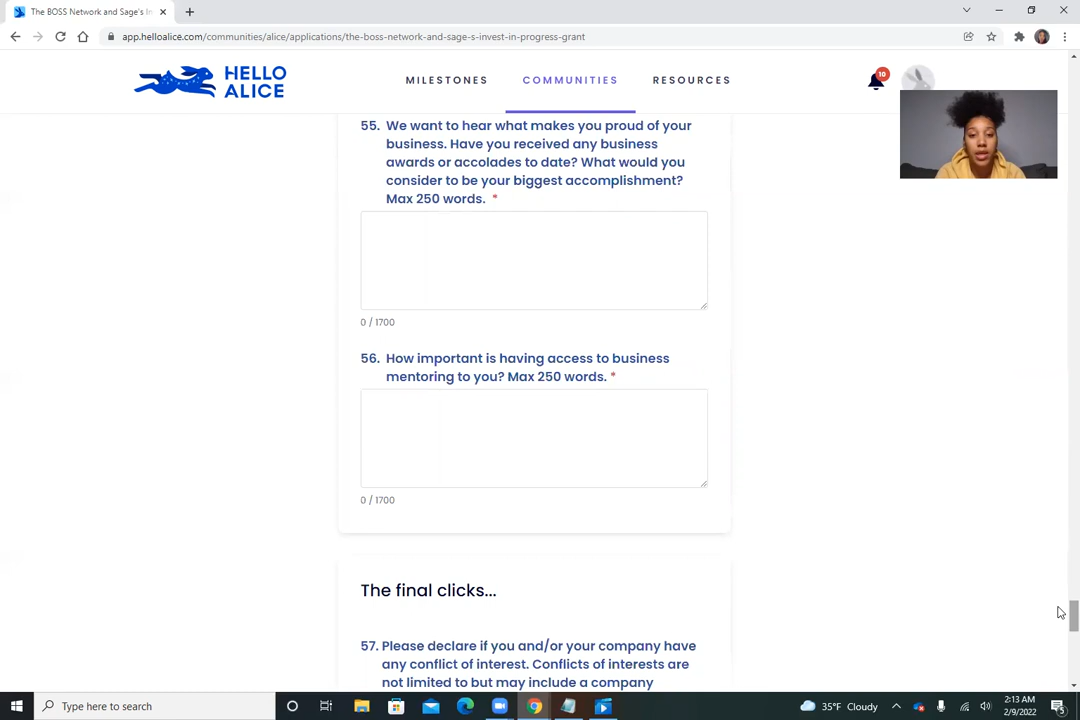 The BOSS Network and Sage's In
app.helloalice.com/communities/alice/applications/the-boss-network-and-sage-s-invest-in-progress-grant
HELLO
ALICE
MILESTONES
COMMUNITIES
RESOURCES
10
55. We want to hear what makes you proud of your
business. Have you received any business
awards or accolades to date? What would you
consider to be your biggest accomplishment?
Max 250 words. *
0 / 1700
56. How important is having access to business
mentoring to you? Max 250 words. *
0 / 1700
The final clicks...
57. Please declare if you and/or your company have
any conflict of interest. Conflicts of interests are
not limited to but may include a company
Type here to search
35°F Cloudy
2:13 AM
2/9/2022
5